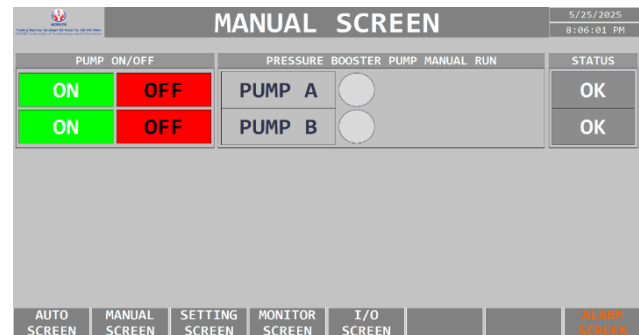 HCMUTE
MANUAL SCREEN
5/25/2025
8:06:01 PM
PUMP ON/OFF
PRESSURE BOOSTER PUMP MANUAL RUN
STATUS
ON OFF PUMP A OK
ON OFF PUMP B OK
AUTO SCREEN
MANUAL SCREEN
SETTING SCREEN
MONITOR SCREEN
I/O SCREEN
ALARM SCREEN